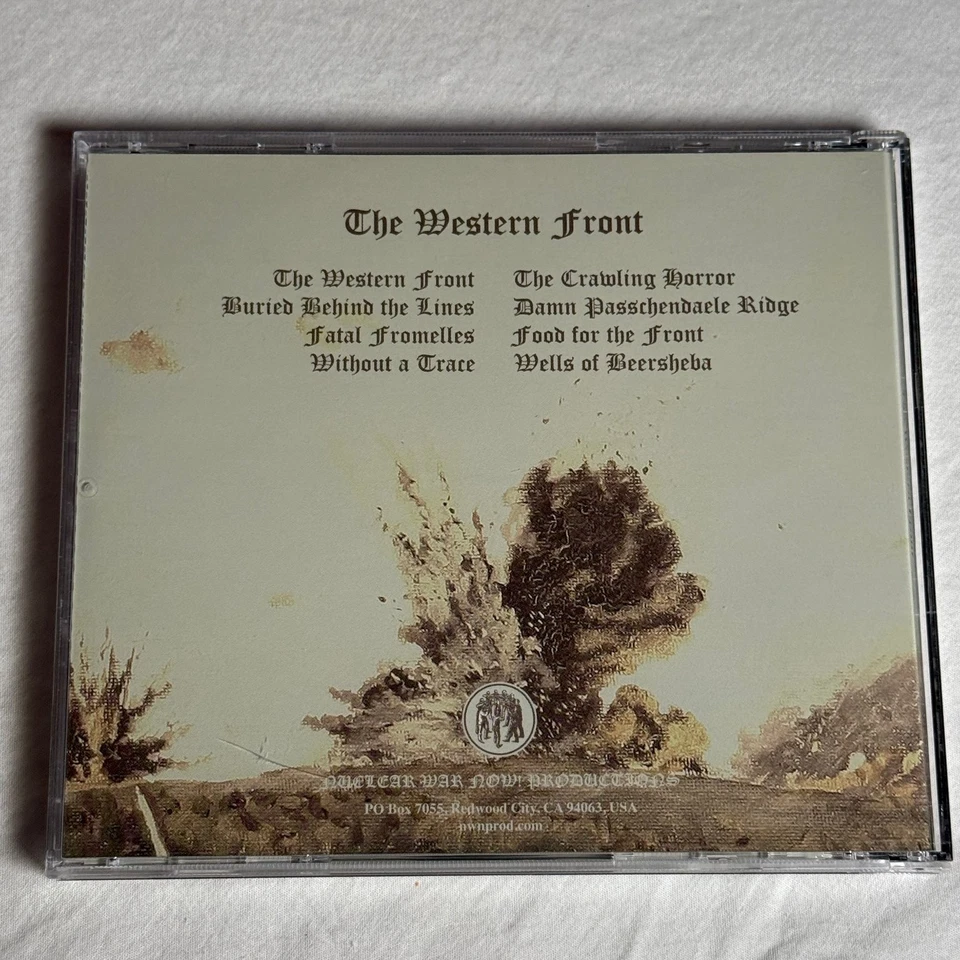 The Western Front
The Western Front
Buried Behind the Lines
Fatal Fromelles
Without a Trace
The Crawling Horror
Damn Passchendaele Ridge
Food for the Front
Wells of Beersheba
NUCLEAR WAR NOW! PRODUCTIONS
PO Box 7055, Redwood City, CA 94063, USA
nwnprod.com